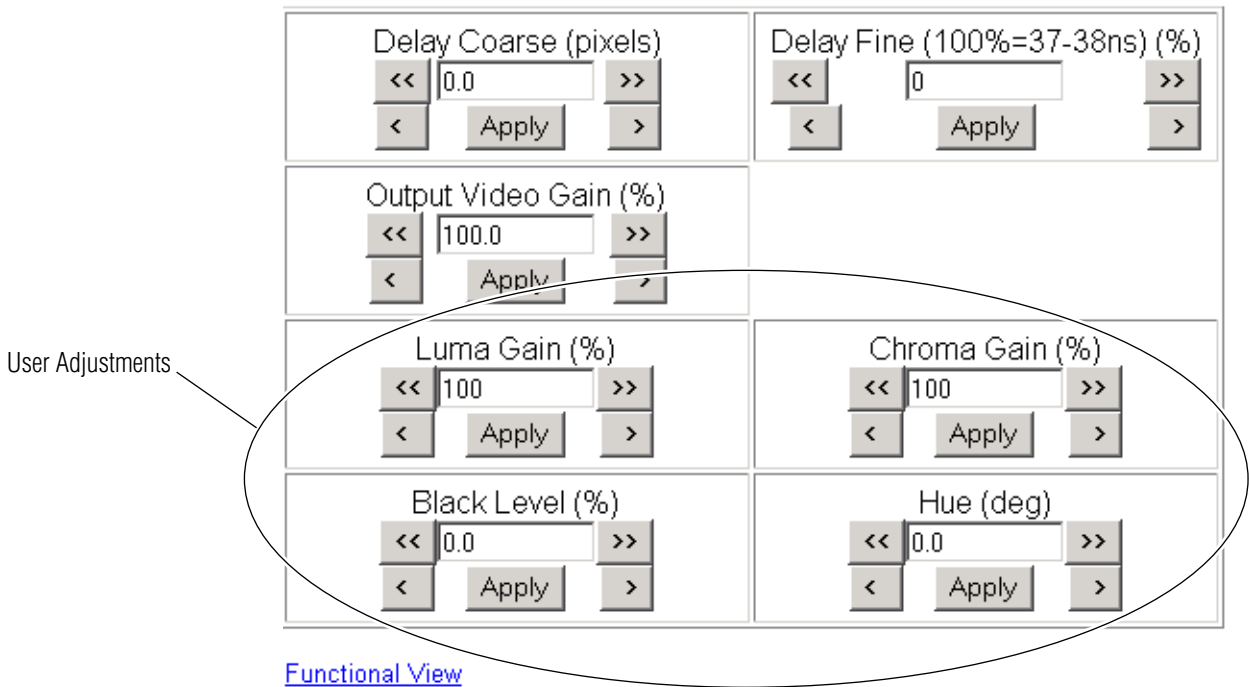 Delay Coarse (pixels)
<< 0.0 >>
< Apply >
Delay Fine (100%=37-38ns) (%)
<< 0 >>
< Apply >
Output Video Gain (%)
<< 100.0 >>
< Apply >
User Adjustments
Luma Gain (%)
<< 100 >>
< Apply >
Chroma Gain (%)
<< 100 >>
< Apply >
Black Level (%)
<< 0.0 >>
< Apply >
Hue (deg)
<< 0.0 >>
< Apply >
Functional View